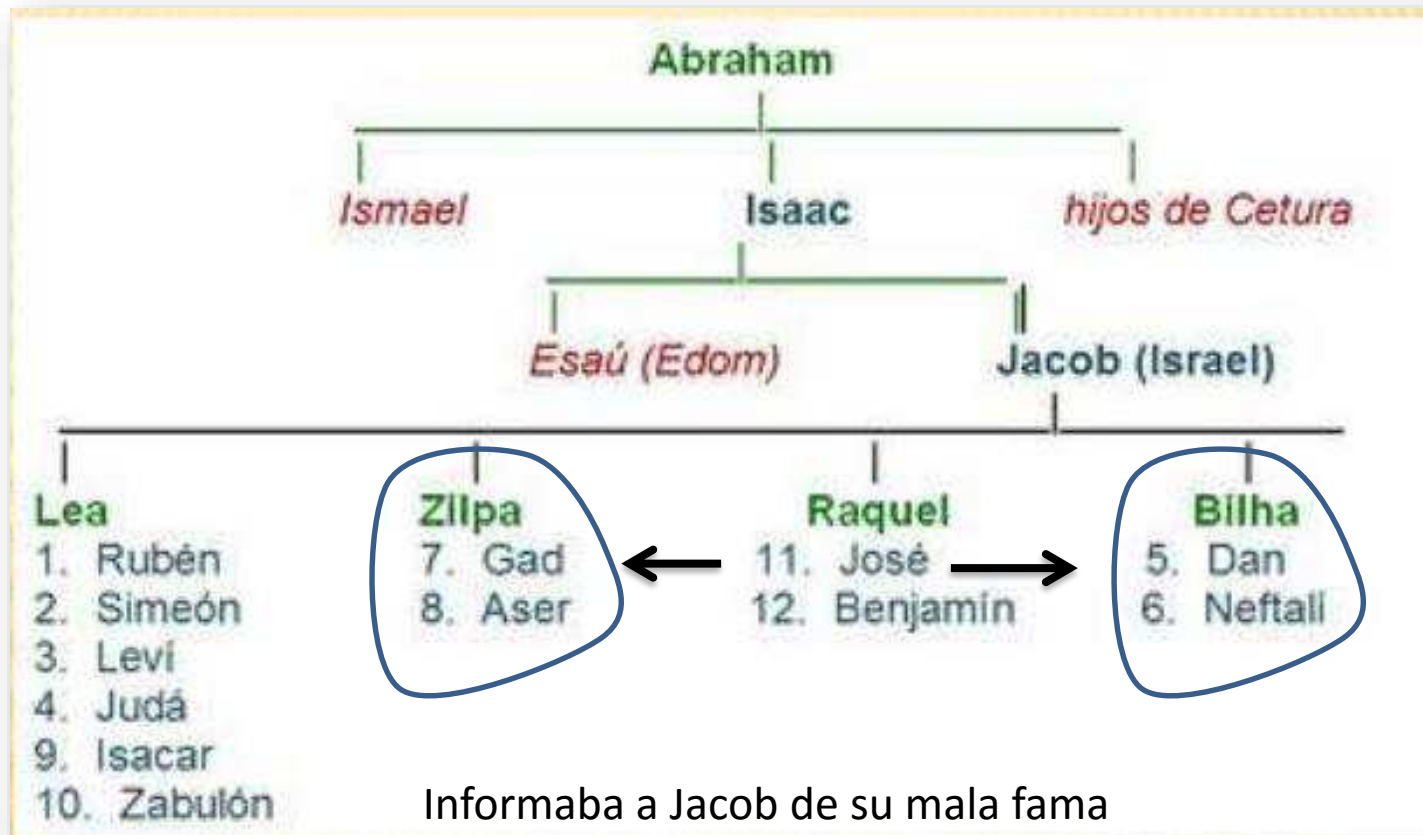 Abraham
Ismael Isaac hijos de Cetura
Esaú (Edom) Jacob (Israel)
Lea Zilpa Raquel Bilha
1. Rubén 7. Gad 11. José 5. Dan
2. Simeón 8. Aser 12. Benjamín 6. Neftalí
3. Leví
4. Judá
9. Isacar
10. Zabulón
Informaba a Jacob de su mala fama